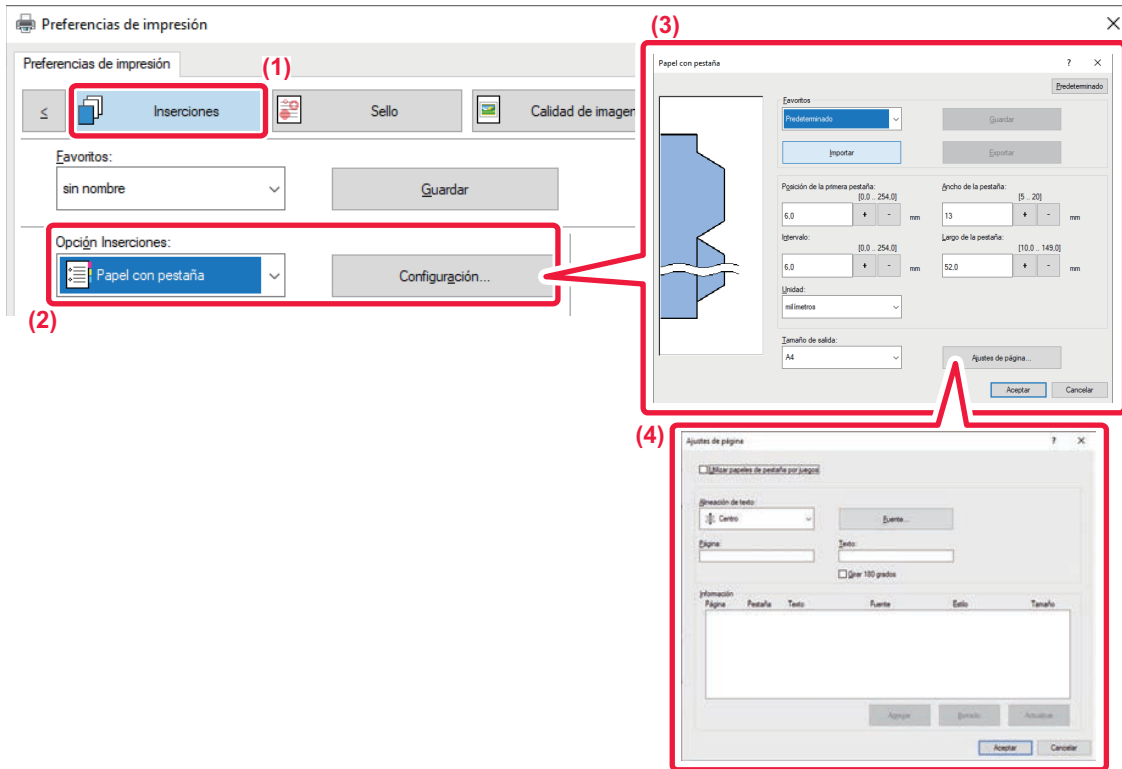 Preferencias de impresión
Preferencias de impresión
(1)
≤ Inserciones Sello Calidad de imagen
Favoritos:
sin nombre Guardar
Opción Inserciones:
Papel con pestaña Configuración...
(2)
(3)
Papel con pestaña ? ×
Predeterminado
Favoritos
Predeterminado Guardar
Importar Exportar
Posición de la primera pestaña: Ancho de la pestaña:
[0,0 .. 254,0] [5 .. 20]
6,0 + - mm 13 + - mm
Intervalo: Largo de la pestaña:
[0,0 .. 254,0] [10,0 .. 149,0]
6,0 + - mm 52,0 + - mm
Unidad:
milímetros
Tamaño de salida:
A4 Ajustes de página...
Aceptar Cancelar
(4)
Ajustes de página ? ×
Utilizar papeles de pestaña por juegos
Alineación de texto:
Centro Fuente...
Página: Texto:
Girar 180 grados
Información
Página Pestaña Texto Fuente Estilo Tamaño
Agregar Borrado Actualizar
Aceptar Cancelar